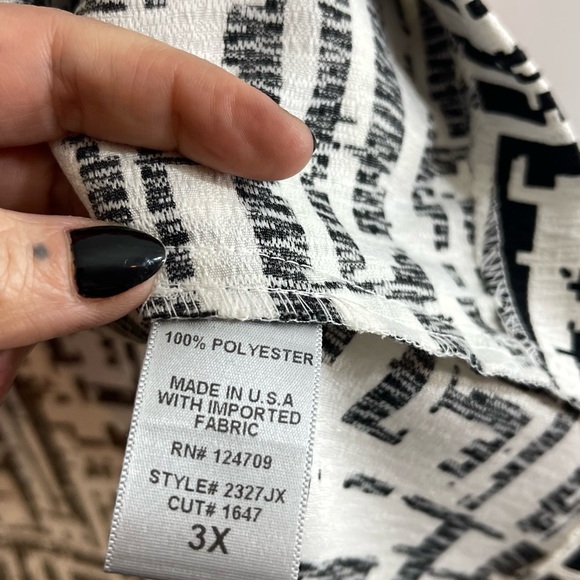 100% POLYESTER
MADE IN U.S.A
WITH IMPORTED
FABRIC
RN# 124709
STYLE# 2327JX
CUT# 1647
3X